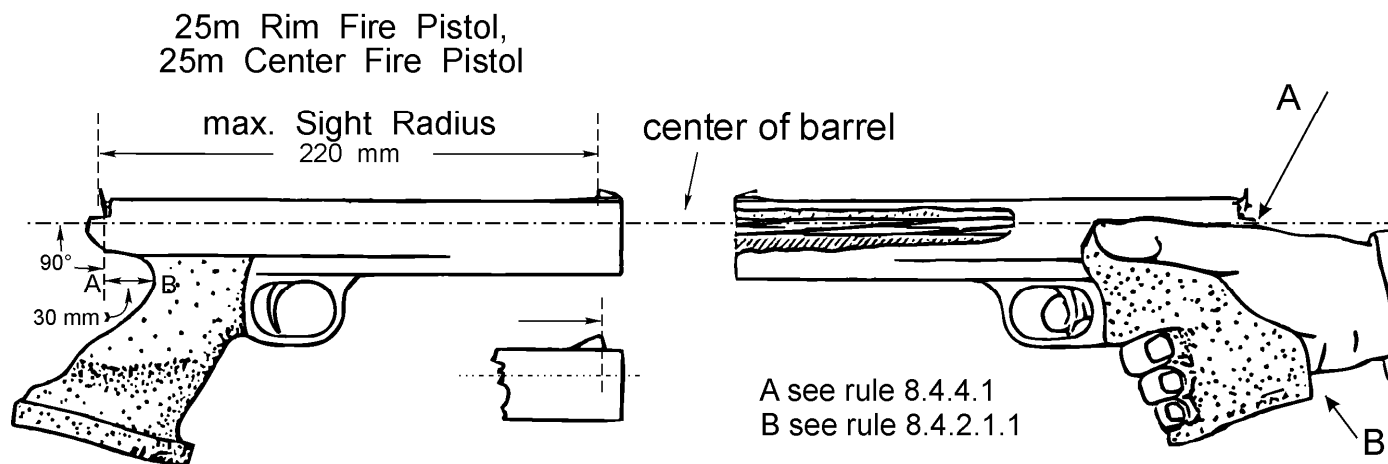 25m Rim Fire Pistol,
25m Center Fire Pistol
max. Sight Radius
220 mm
center of barrel
A
90°
A
B
30 mm
A see rule 8.4.4.1
B see rule 8.4.2.1.1
B